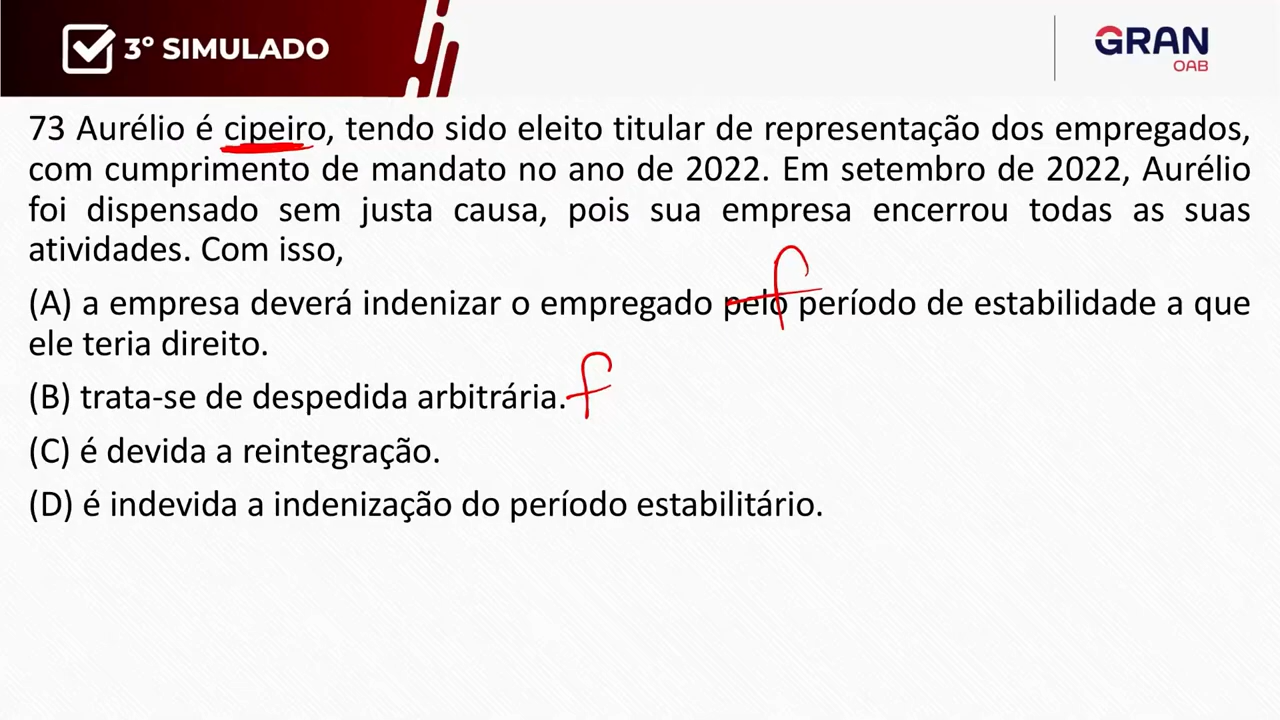 3º SIMULADO
GRAN
OAB
73 Aurélio é cipeiro, tendo sido eleito titular de representação dos empregados,
com cumprimento de mandato no ano de 2022. Em setembro de 2022, Aurélio
foi dispensado sem justa causa, pois sua empresa encerrou todas as suas
atividades. Com isso,
(A) a empresa deverá indenizar o empregado pelo período de estabilidade a que
ele teria direito.
f
(B) trata-se de despedida arbitrária.
f
(C) é devida a reintegração.
(D) é indevida a indenização do período estabilitário.